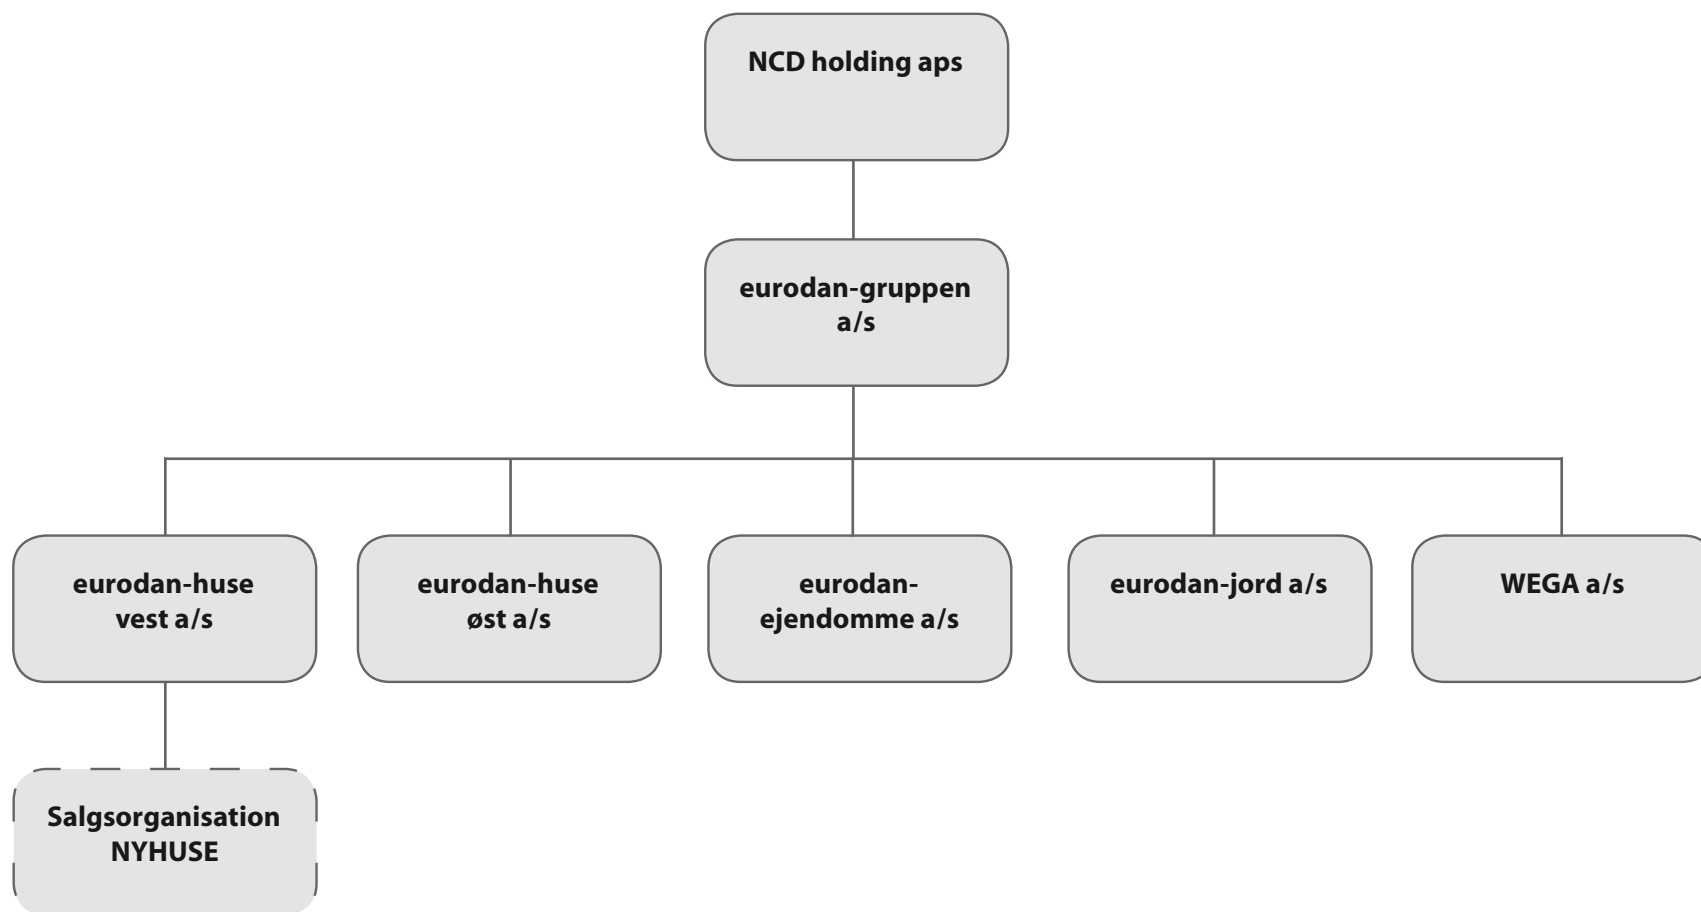 NCD holding aps
eurodan-gruppen
a/s
eurodan-huse
vest a/s
eurodan-huse
øst a/s
eurodan-
ejendomme a/s
eurodan-jord a/s
WEGA a/s
Salgsorganisation
NYHUSE